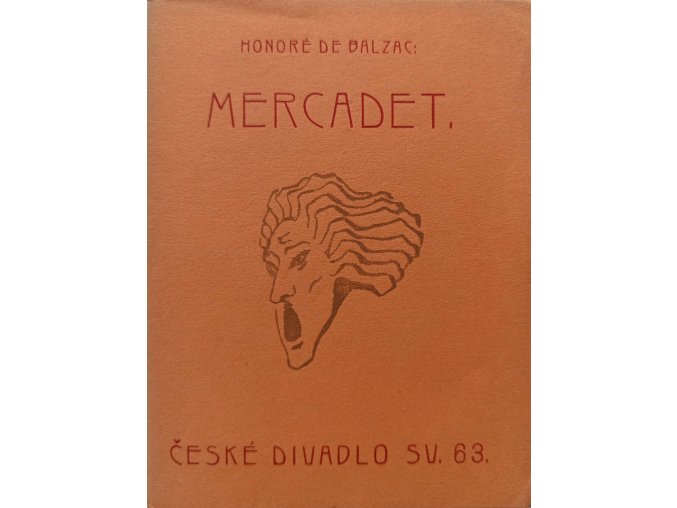 HONORÉ DE BALZAC:
MERCADET.
ČESKÉ DIVADLO SV. 63.